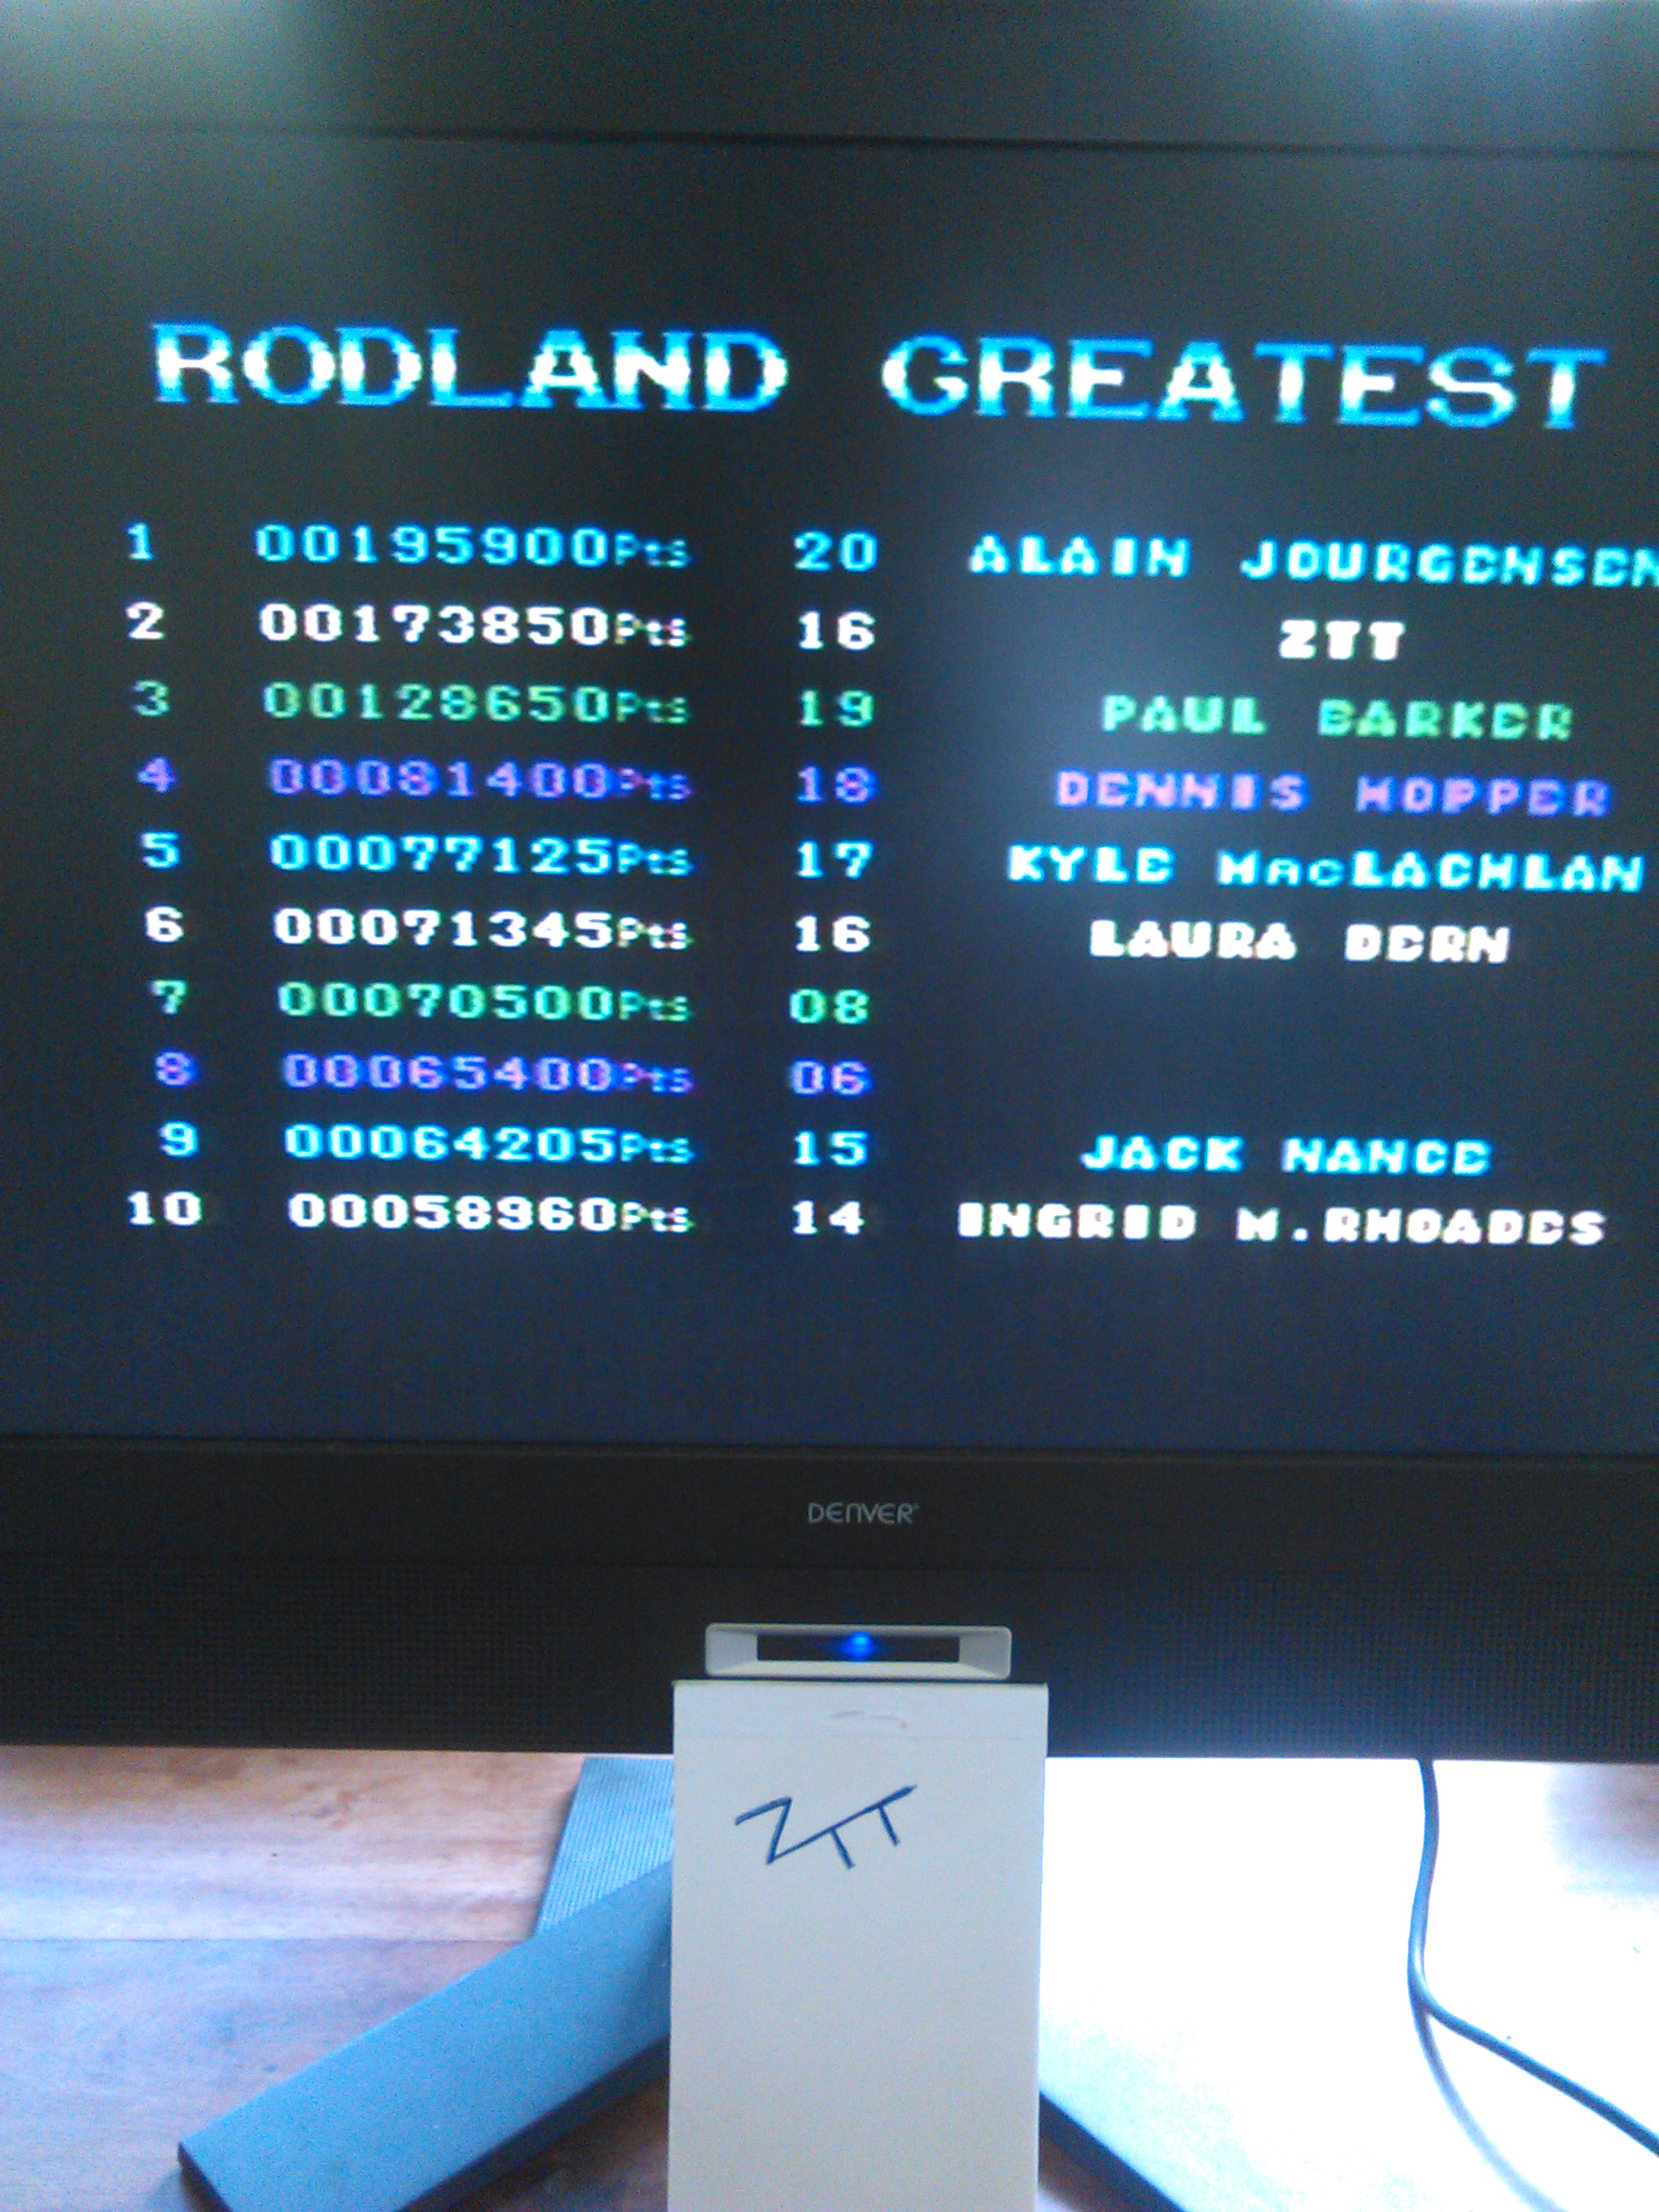 RODLAND GREATEST
1 00195900Pts 20 ALAIN JOURGENSEN
2 00173850Pts 16 ZTT
3 00128650Pts 19 PAUL BARKER
4 00081400Pts 18 DENNIS HOPPER
5 00077125Pts 17 KYLE MacLACHLAN
6 00071345Pts 16 LAURA DERN
7 00070500Pts 08
8 00065400Pts 06
9 00064205Pts 15 JACK NANCE
10 00058960Pts 14 INGRID M.RHOADES
DENVER
ZTT